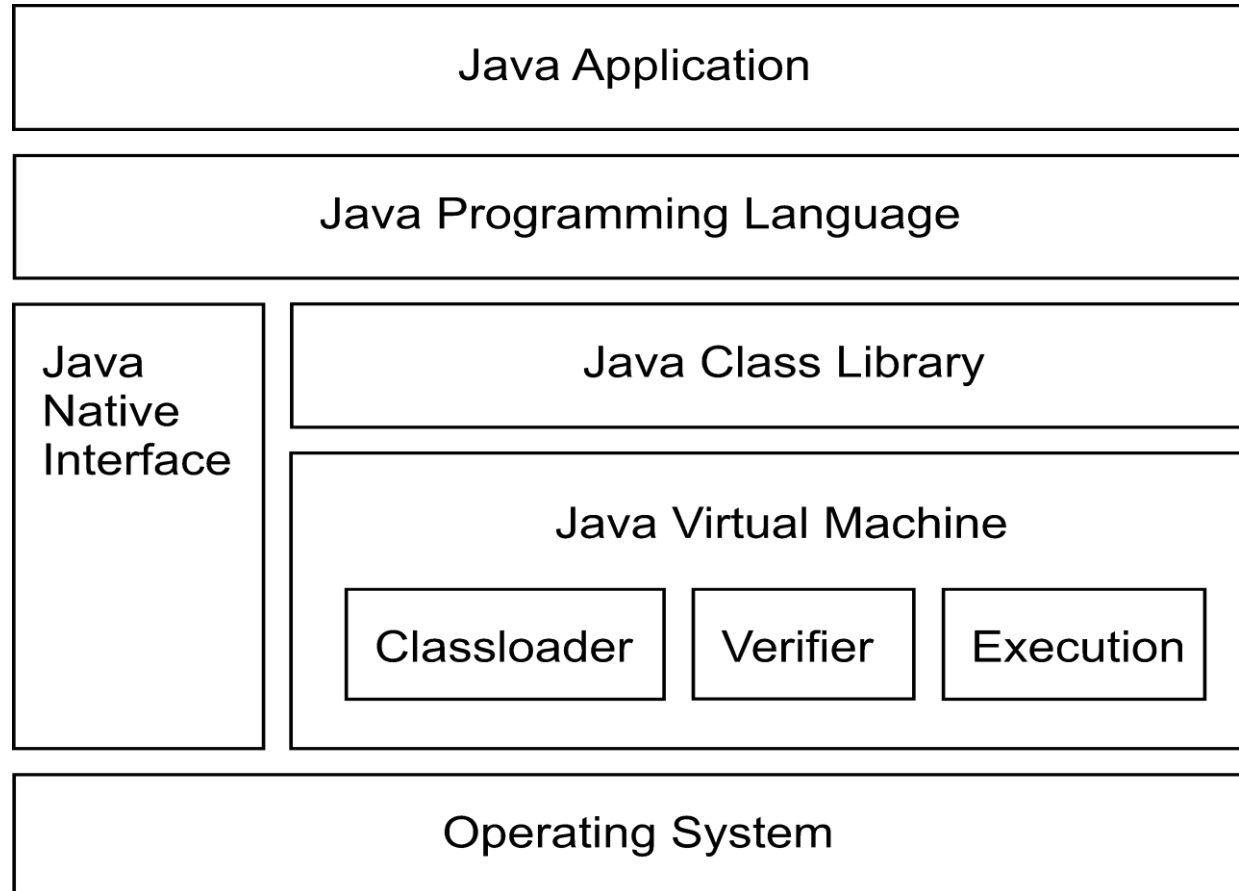 Java Application
Java Programming Language
Java
Native
Interface
Java Class Library
Java Virtual Machine
Classloader
Verifier
Execution
Operating System